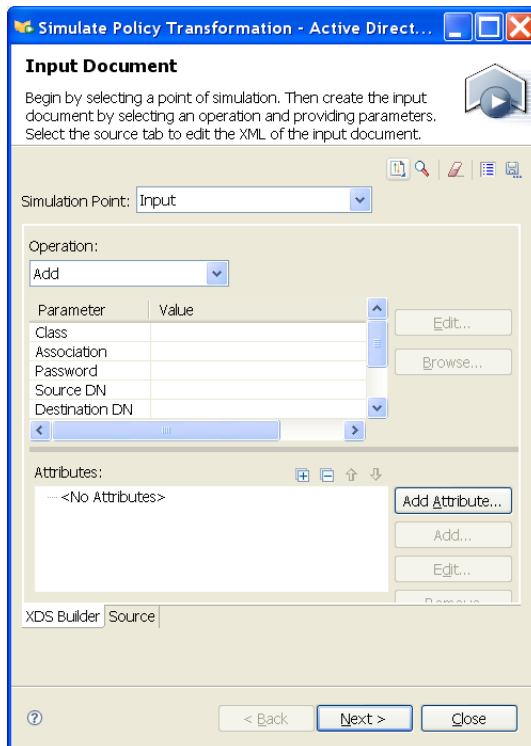 Simulate Policy Transformation - Active Direct...
Input Document
Begin by selecting a point of simulation. Then create the input
document by selecting an operation and providing parameters.
Select the source tab to edit the XML of the input document.
Simulation Point: Input
Operation:
Add
Parameter Value
Edit...
Class
Association
Browse...
Password
Source DN
Destination DN
Attributes:
<No Attributes>
Add Attribute...
Add...
Edit...
Remove
XDS Builder Source
< Back Next > Close